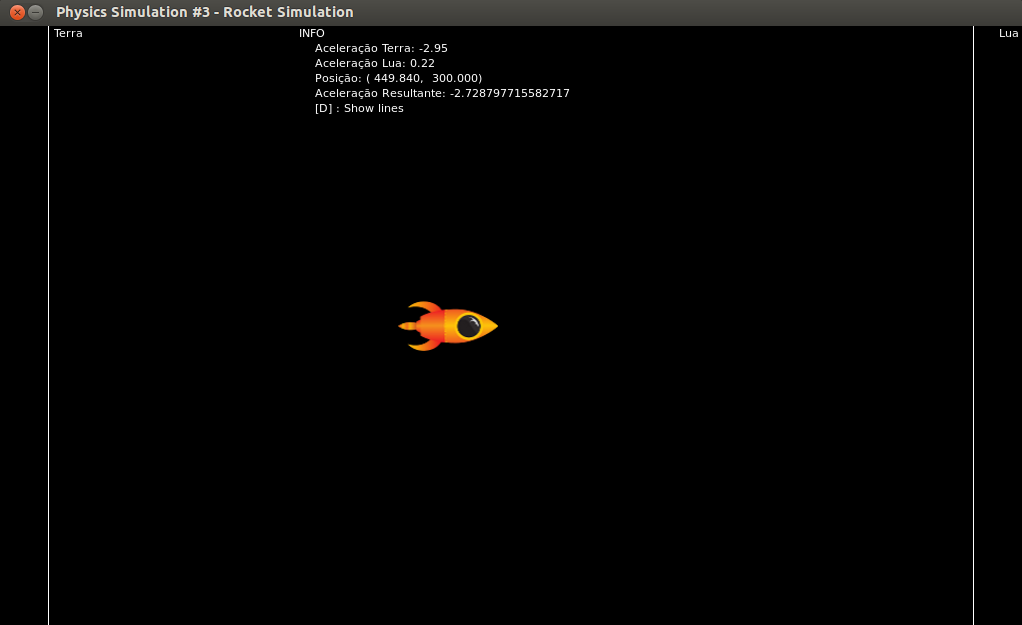 Physics Simulation #3 - Rocket Simulation
Terra
INFO
Lua
Aceleração Terra: -2.95
Aceleração Lua: 0.22
Posição: ( 449.840,  300.000)
Aceleração Resultante: -2.728797715582717
[D] : Show lines